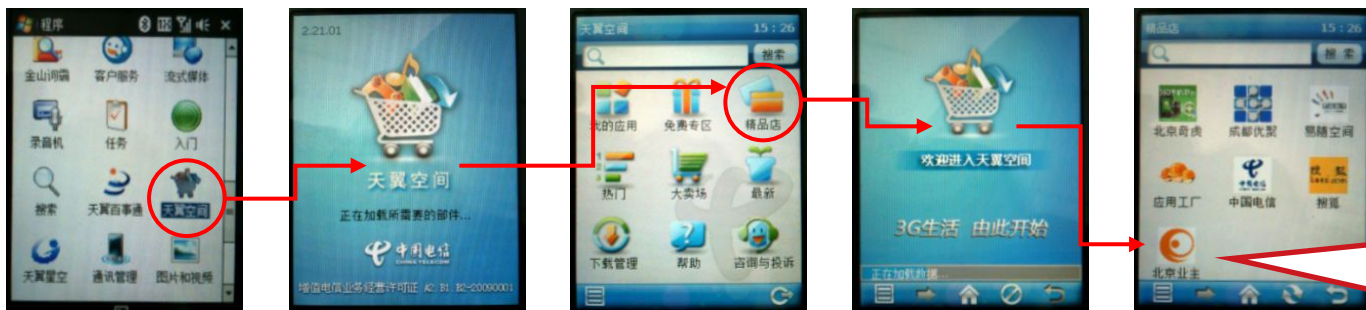 程序
金山词霸 客户服务 流式媒体
录音机 任务 入门
搜索 天翼百事通 天翼空间
天翼星空 通讯管理 图片和视频
2.21.01
天翼空间
正在加载所需要的部件...
中国电信
CHINA TELECOM
增值电信业务经营许可证 A2.B1.B2-20090001
天翼空间 15:26
搜索
我的应用 免费专区 精品店
热门 大卖场 最新
下载管理 帮助 咨询与投诉
欢迎进入天翼空间
3G生活 由此开始
正在加载数据...
精品店 15:26
搜索
北京奇虎 成都优聚 易随空间
应用工厂 中国电信 搜狐
北京业主